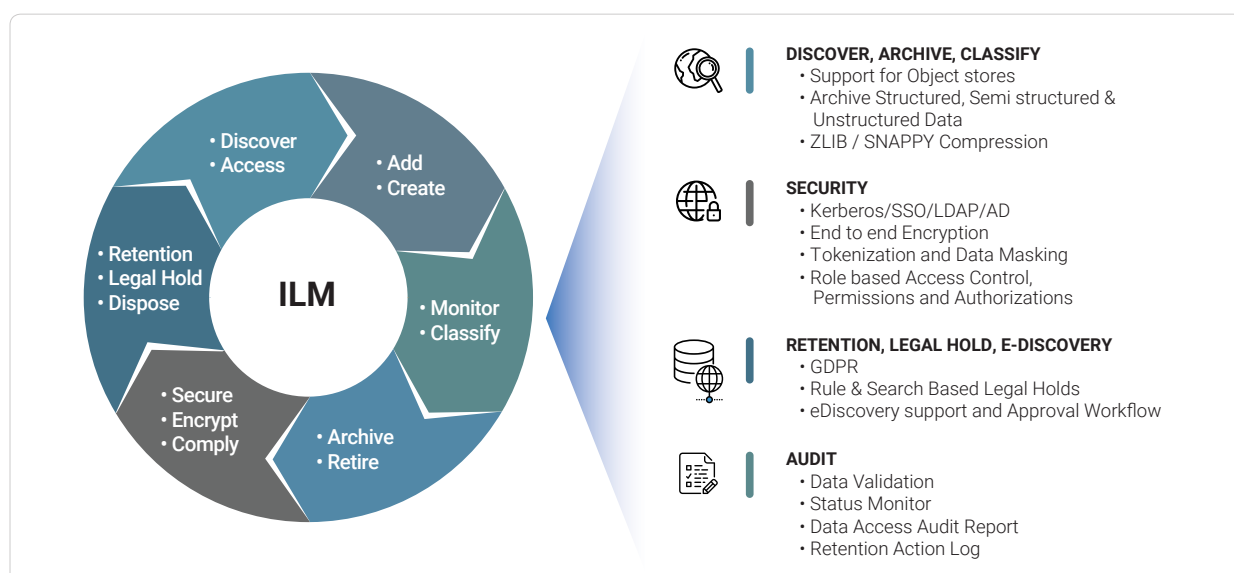 • Discover
• Access
• Add
• Create
• Monitor
• Classify
• Archive
• Retire
• Secure
• Encrypt
• Comply
• Retention
• Legal Hold
• Dispose
ILM
DISCOVER, ARCHIVE, CLASSIFY
• Support for Object stores
• Archive Structured, Semi structured &
Unstructured Data
• ZLIB / SNAPPY Compression
SECURITY
• Kerberos/SSO/LDAP/AD
• End to end Encryption
• Tokenization and Data Masking
• Role based Access Control,
Permissions and Authorizations
RETENTION, LEGAL HOLD, E-DISCOVERY
• GDPR
• Rule & Search Based Legal Holds
• eDiscovery support and Approval Workflow
AUDIT
• Data Validation
• Status Monitor
• Data Access Audit Report
• Retention Action Log